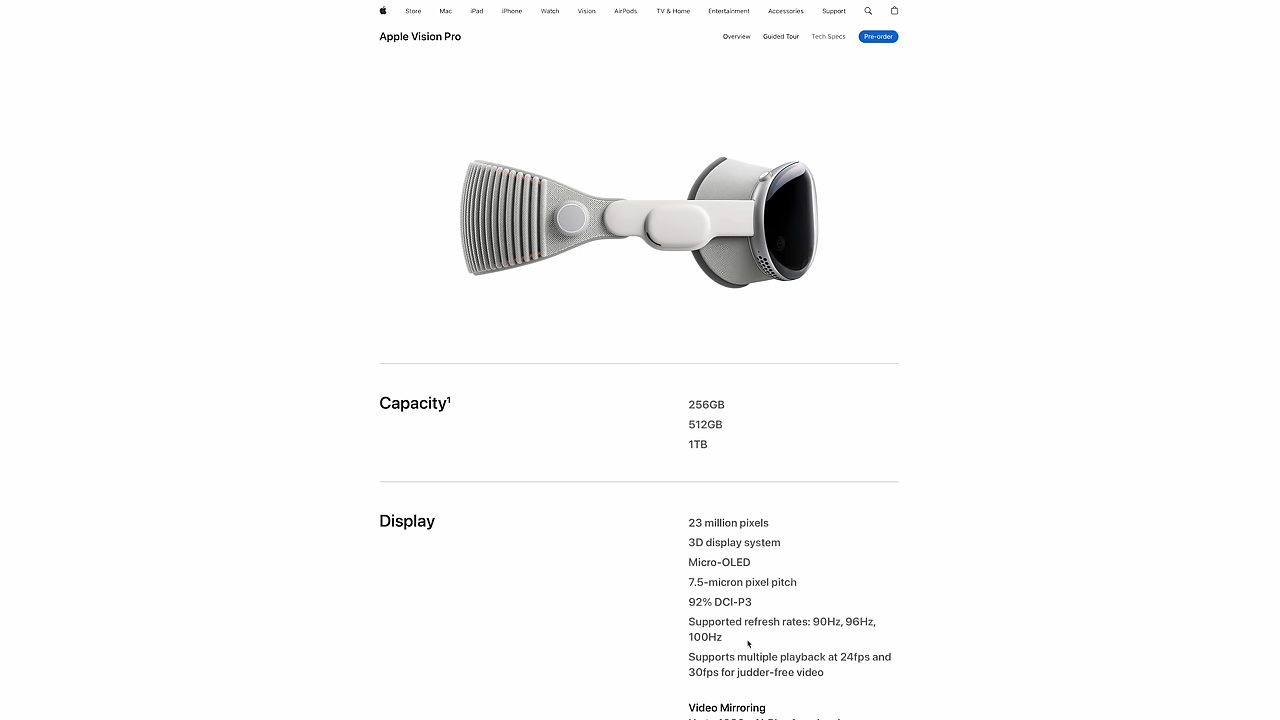 Store Mac iPad iPhone Watch Vision AirPods TV & Home Entertainment Accessories Support
Apple Vision Pro
Overview Guided Tour Tech Specs Pre-order
Capacity¹
256GB
512GB
1TB
Display
23 million pixels
3D display system
Micro-OLED
7.5-micron pixel pitch
92% DCI-P3
Supported refresh rates: 90Hz, 96Hz,
100Hz
Supports multiple playback at 24fps and
30fps for judder-free video
Video Mirroring